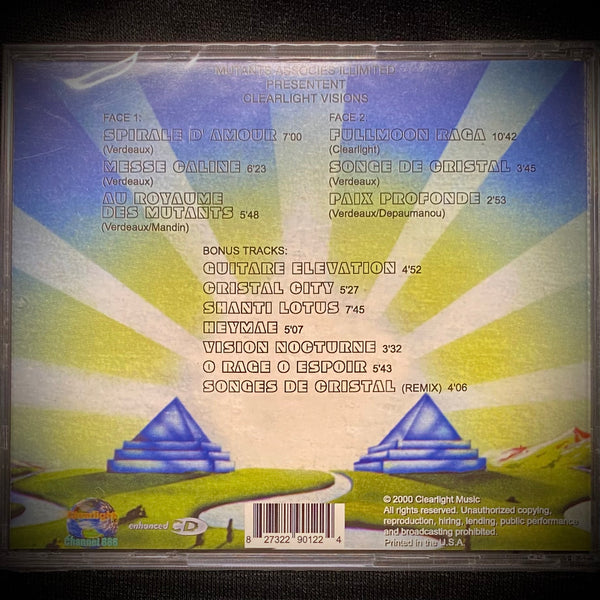 MUTANTS ASSOCIES ILLIMITED
PRESENTENT
CLEARLIGHT VISIONS
FACE 1:
SPIRALE D' AMOUR 7'00
(Verdeaux)
MESSE CALINE 6'23
(Verdeaux)
AU ROYAUME
DES MUTANTS 5'48
(Verdeaux/Mandin)
FACE 2:
FULLMOON RAGA 10'42
(Clearlight)
SONGE DE CRISTAL 3'45
(Verdeaux)
PAIX PROFONDE 2'53
(Verdeaux/Depaumanou)
BONUS TRACKS:
GUITARE ELEVATION 4'52
CRISTAL CITY 5'27
SHANTI LOTUS 7'45
HEYMAE 5'07
VISION NOCTURNE 3'32
O RAGE O ESPOIR 5'43
SONGES DE CRISTAL (REMIX) 4'06
Channel 886
enhanced CD
8 27322 90122 4
© 2000 Clearlight Music
All rights reserved. Unauthorized copying,
reproduction, hiring, lending, public performance
and broadcasting prohibited.
Printed in the U.S.A.